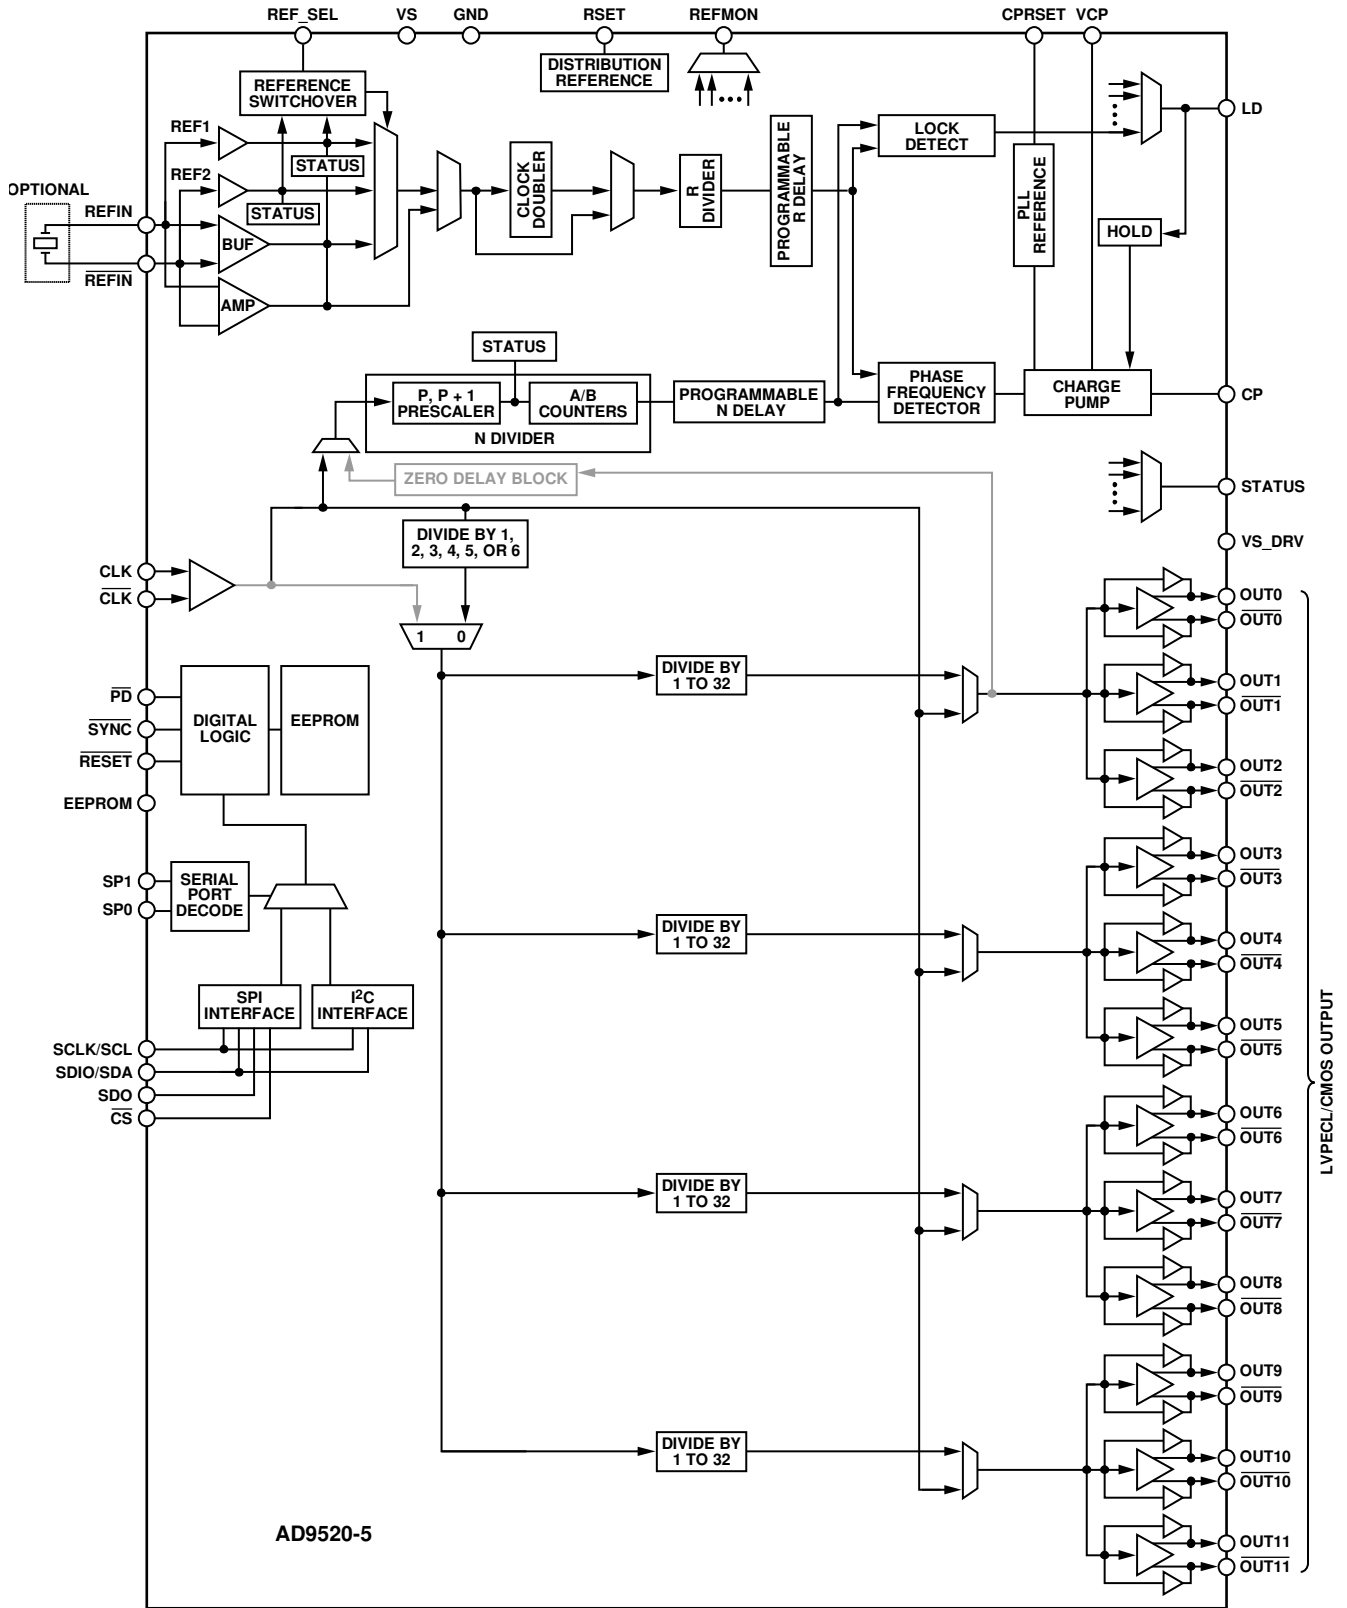 REF_SEL
VS
GND
RSET
REFMON
CPRSET
VCP
DISTRIBUTION
REFERENCE
REFERENCE
SWITCHOVER
LD
REF1
STATUS
REF2
STATUS
OPTIONAL
REFIN
REFIN
BUF
AMP
CLOCK
DOUBLER
R
DIVIDER
PROGRAMMABLE
R DELAY
LOCK
DETECT
PLL
REFERENCE
HOLD
STATUS
P, P + 1
PRESCALER
A/B
COUNTERS
N DIVIDER
PROGRAMMABLE
N DELAY
PHASE
FREQUENCY
DETECTOR
CHARGE
PUMP
CP
ZERO DELAY BLOCK
STATUS
DIVIDE BY 1,
2, 3, 4, 5, OR 6
VS_DRV
CLK
CLK
1 0
OUT0
OUT0
DIVIDE BY
1 TO 32
OUT1
OUT1
PD
SYNC
RESET
DIGITAL
LOGIC
EEPROM
OUT2
OUT2
EEPROM
OUT3
OUT3
SP1
SP0
SERIAL
PORT
DECODE
DIVIDE BY
1 TO 32
OUT4
OUT4
SPI
INTERFACE
I²C
INTERFACE
OUT5
OUT5
SCLK/SCL
SDIO/SDA
SDO
CS
LVPECL/CMOS OUTPUT
OUT6
OUT6
DIVIDE BY
1 TO 32
OUT7
OUT7
OUT8
OUT8
OUT9
OUT9
DIVIDE BY
1 TO 32
OUT10
OUT10
AD9520-5
OUT11
OUT11